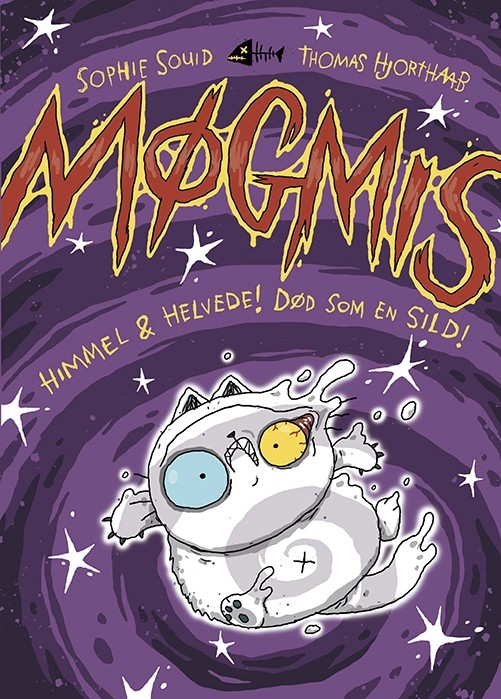 SOPHIE SOUID THOMAS HJORTHAAB
MØGMIS
HIMMEL & HELVEDE! DØD SOM EN SILD!